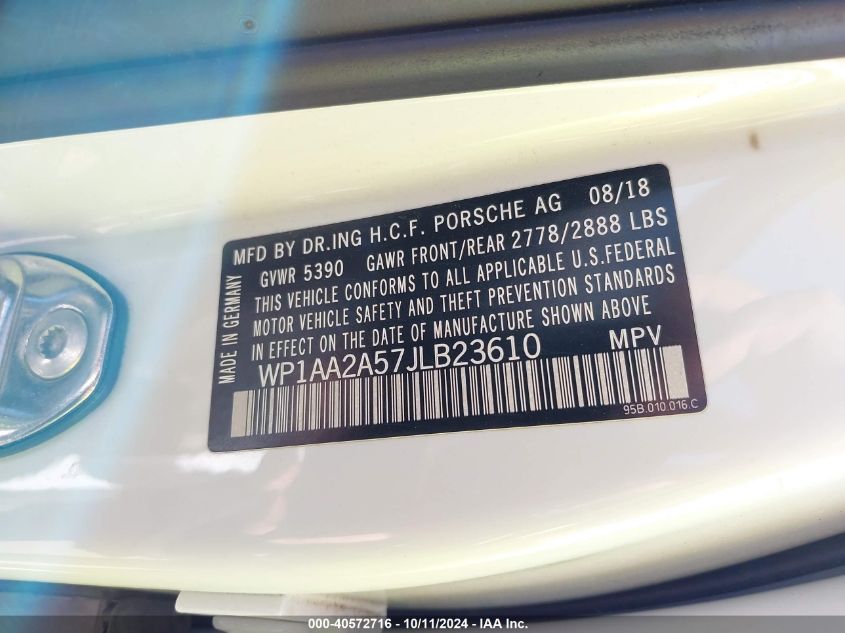 MFD BY DR.ING H.C.F. PORSCHE AG 08/18
GVWR 5390 GAWR FRONT/REAR 2778/2888 LBS
THIS VEHICLE CONFORMS TO ALL APPLICABLE U.S.FEDERAL
MOTOR VEHICLE SAFETY AND THEFT PREVENTION STANDARDS
IN EFFECT ON THE DATE OF MANUFACTURE SHOWN ABOVE
WP1AA2A57JLB23610 MPV
MADE IN GERMANY
95B.010.016.C
000-40572716 - 10/11/2024 - IAA Inc.